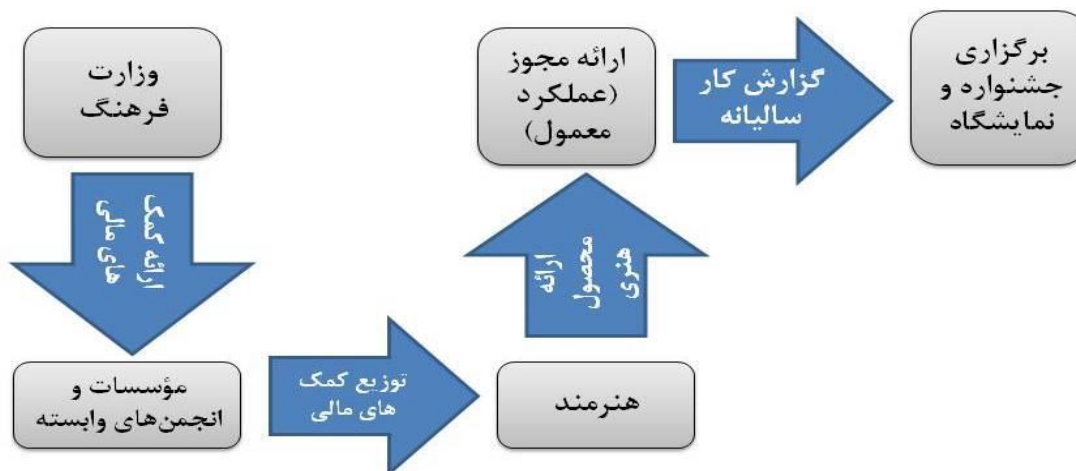 وزارت
فرهنگ
ارائه کمک
های مالی
مؤسسات و
انجمن‌های وابسته
توزیع کمک
های مالی
هنرمند
ارائه
محصول
هنری
ارائه مجوز
(عملکرد
معمول)
گزارش کار
سالیانه
برگزاری
جشنواره و
نمایشگاه